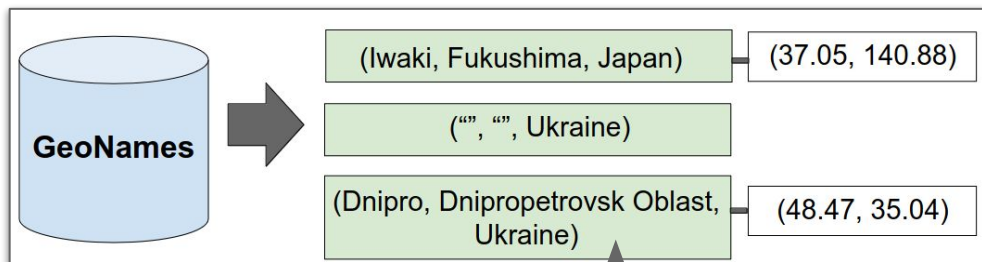 GeoNames
(Iwaki, Fukushima, Japan)
(37.05, 140.88)
(“”, “”, Ukraine)
(Dnipro, Dnipropetrovsk Oblast,
Ukraine)
(48.47, 35.04)